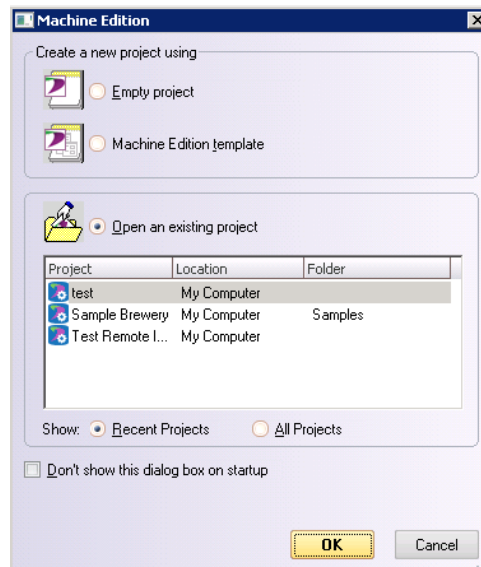 Machine Edition
Create a new project using
Empty project
Machine Edition template
Open an existing project
Project Location Folder
test My Computer
Sample Brewery My Computer Samples
Test Remote I... My Computer
Show: Recent Projects All Projects
Don't show this dialog box on startup
OK Cancel